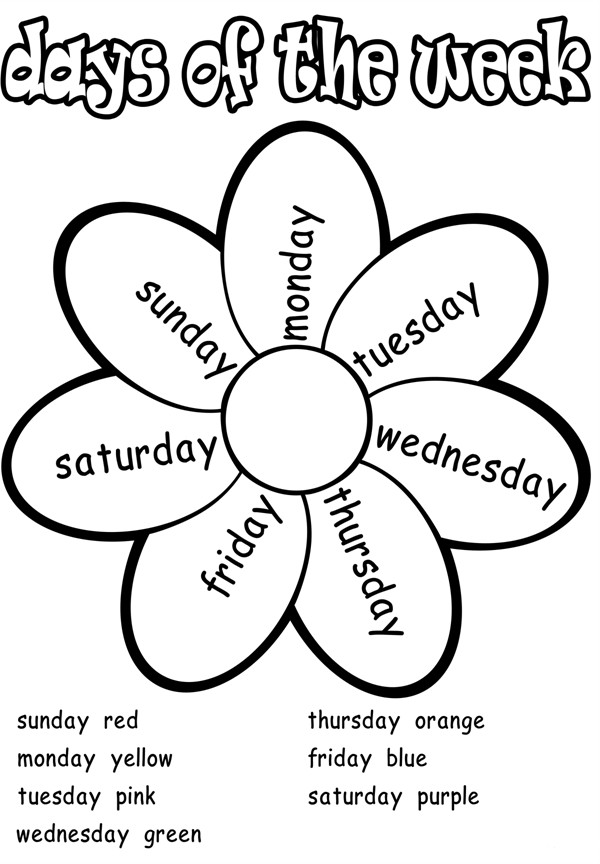 days of the week
monday
tuesday
wednesday
thursday
friday
saturday
sunday
sunday red
monday yellow
tuesday pink
wednesday green
thursday orange
friday blue
saturday purple